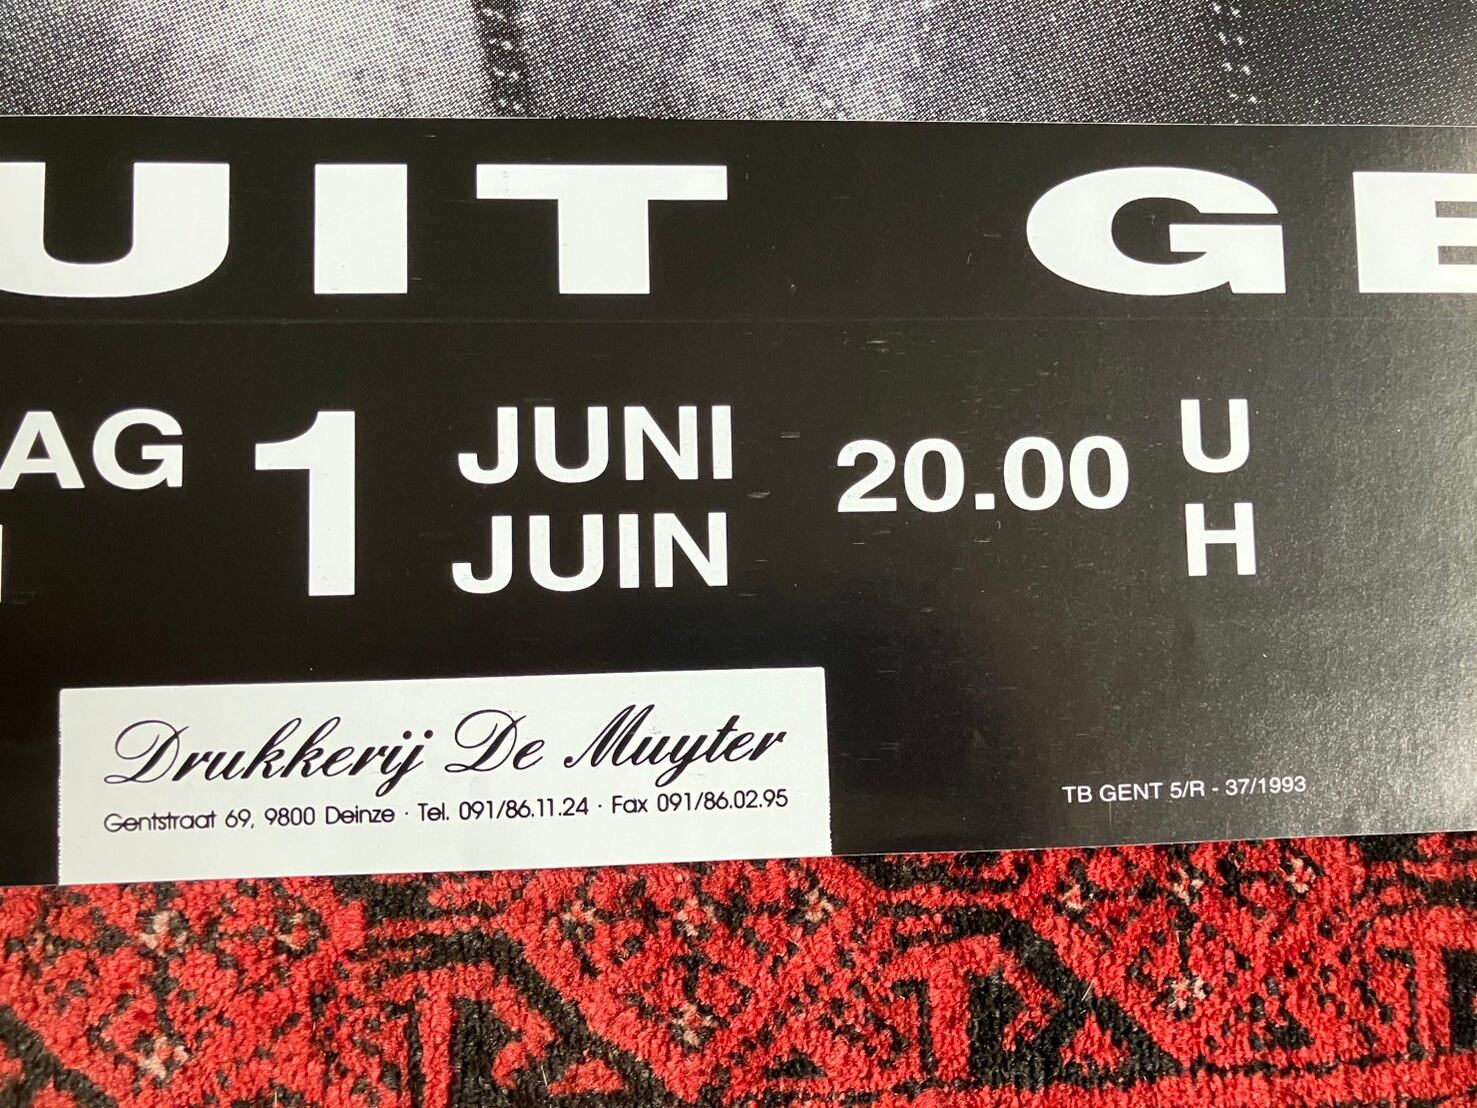 UIT GE
AG 1 JUNI 20.00 U
JUIN H
Drukkerij De Muyter
Gentstraat 69, 9800 Deinze · Tel. 091/86.11.24 · Fax 091/86.02.95
TB GENT 5/R - 37/1993